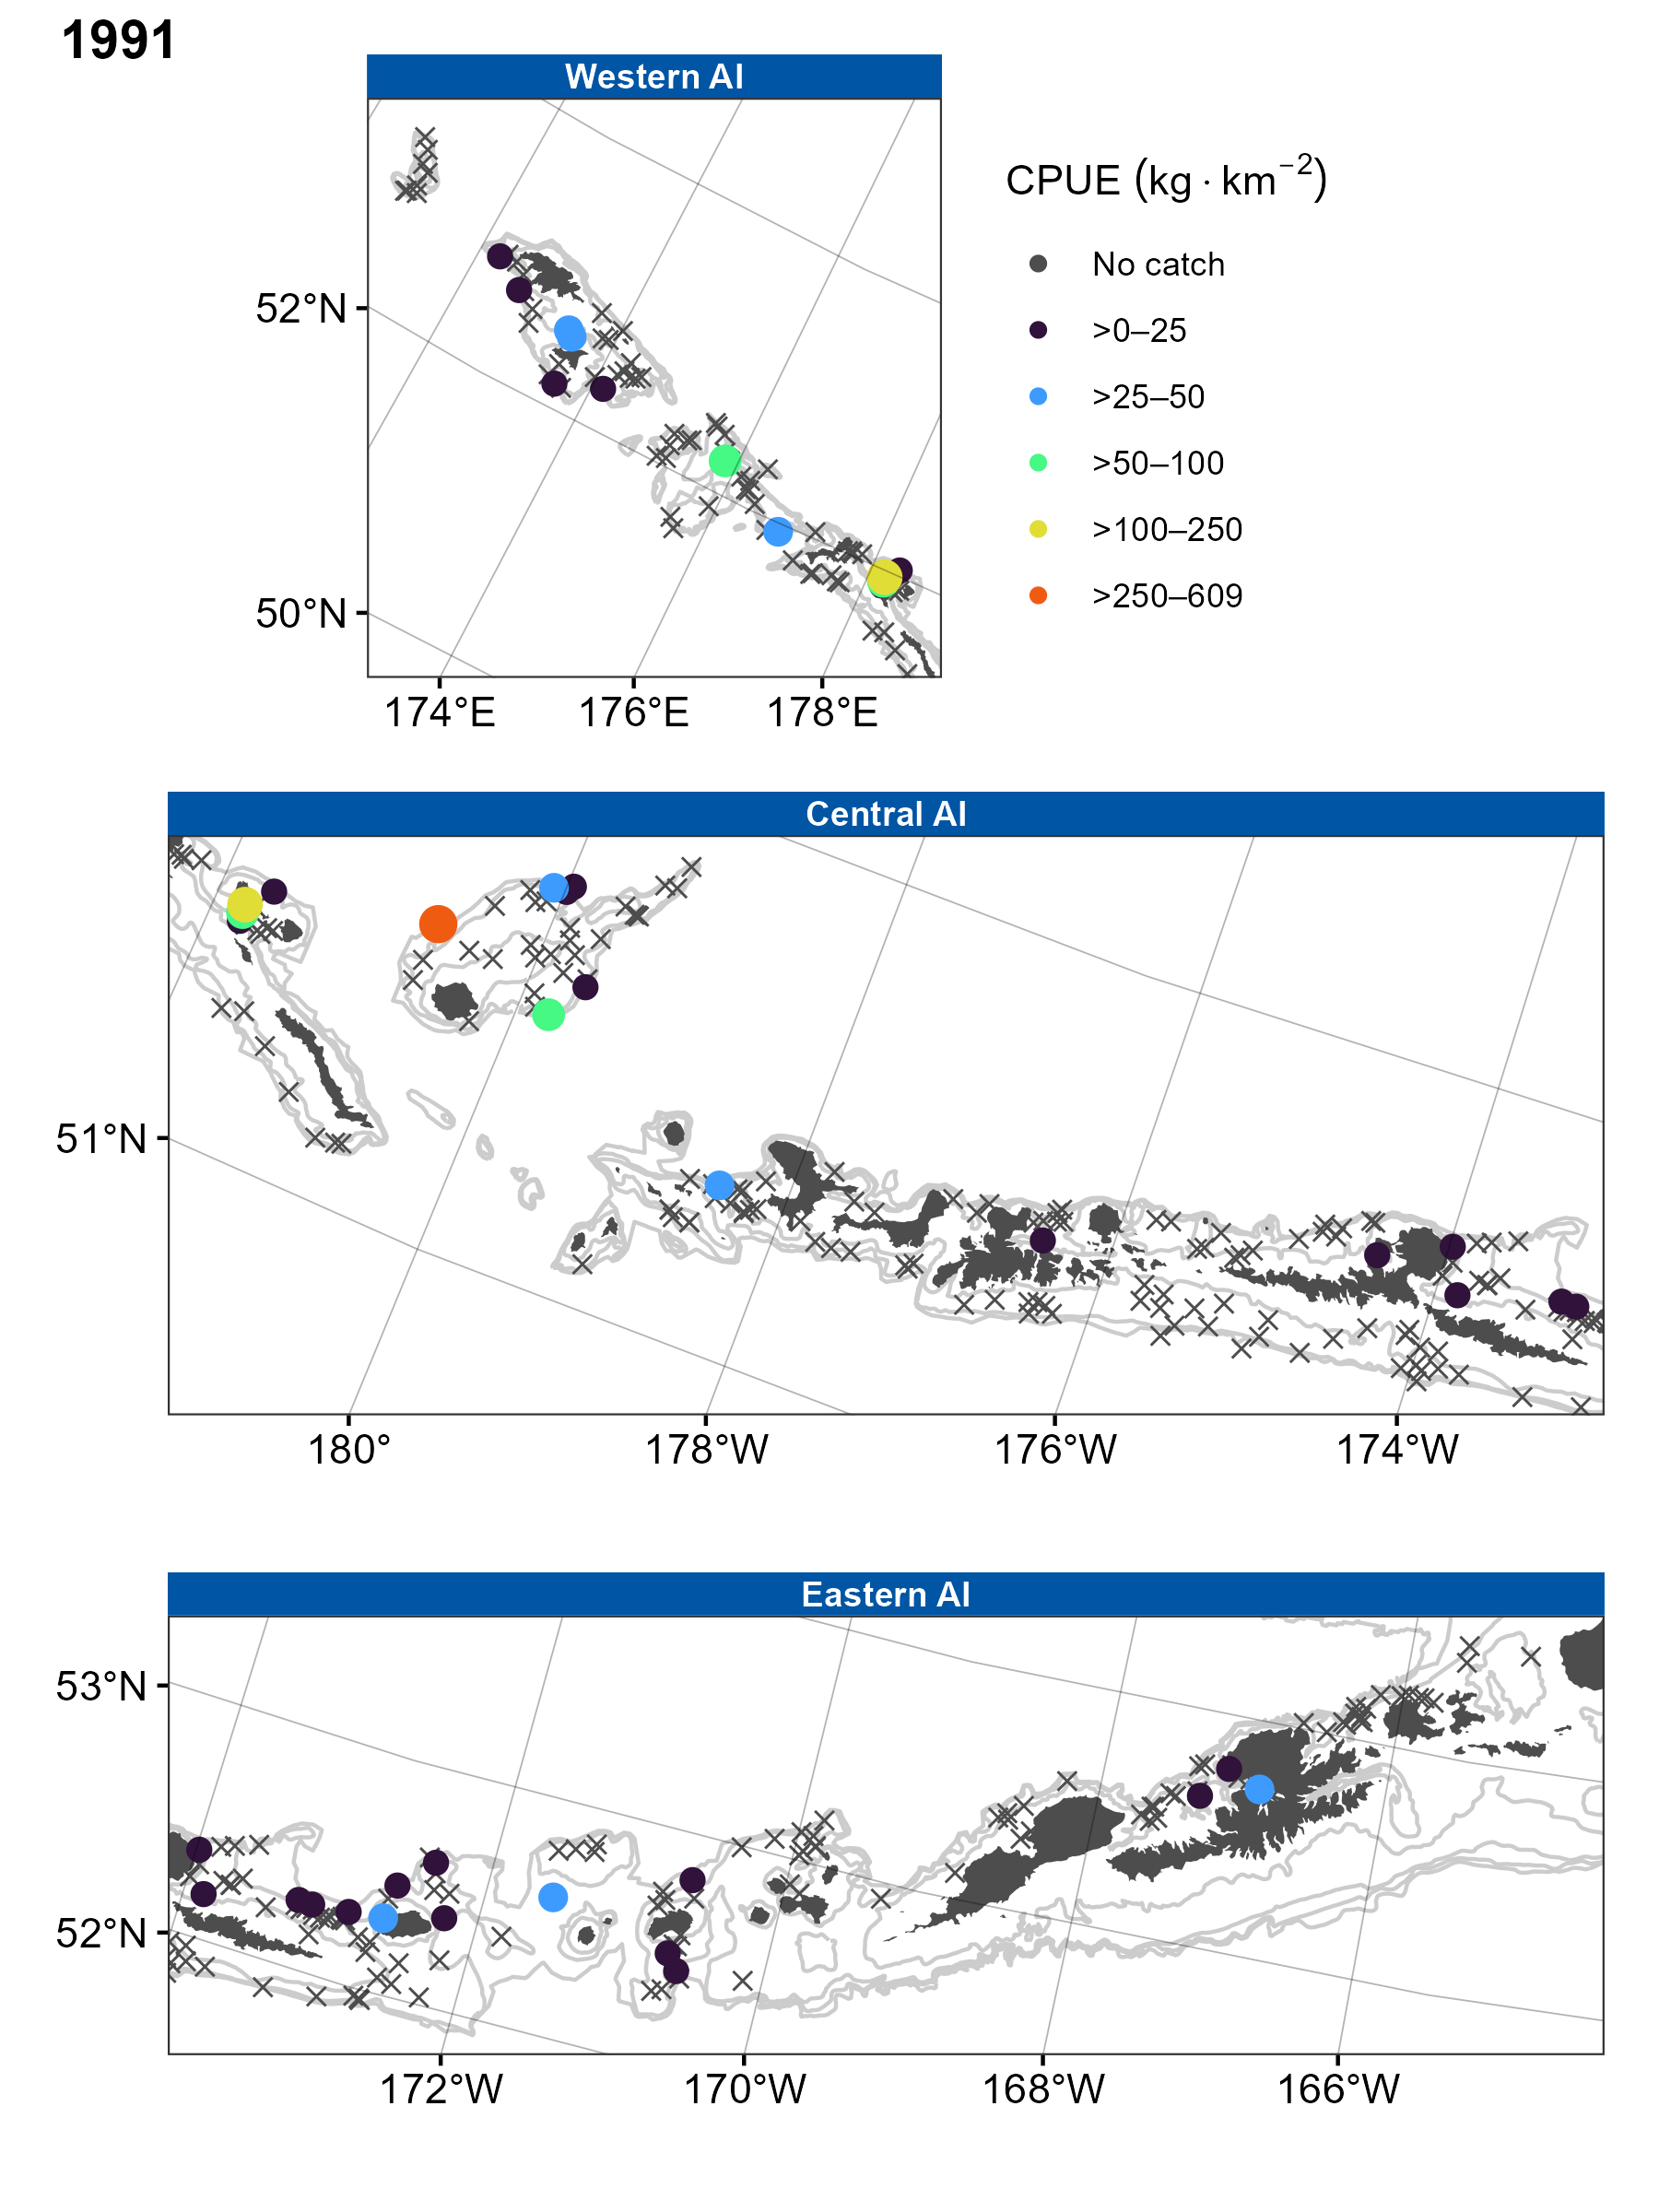 1991
Western AI
CPUE (kg · km⁻²)
No catch
>0–25
>25–50
>50–100
>100–250
>250–609
52°N
50°N
174°E 176°E 178°E
Central AI
51°N
180° 178°W 176°W 174°W
Eastern AI
53°N
52°N
172°W 170°W 168°W 166°W